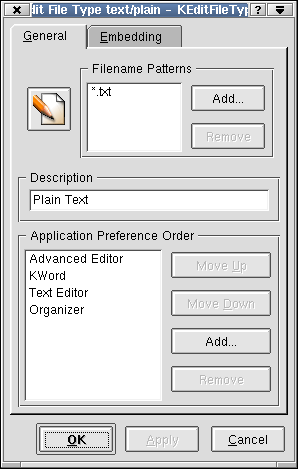 dit File Type text/plain - KEditFileTyp
?
General
Embedding
Filename Patterns
*.txt
Add...
Remove
Description
Plain Text
Application Preference Order
Advanced Editor
KWord
Text Editor
Organizer
Move Up
Move Down
Add...
Remove
OK
Apply
Cancel